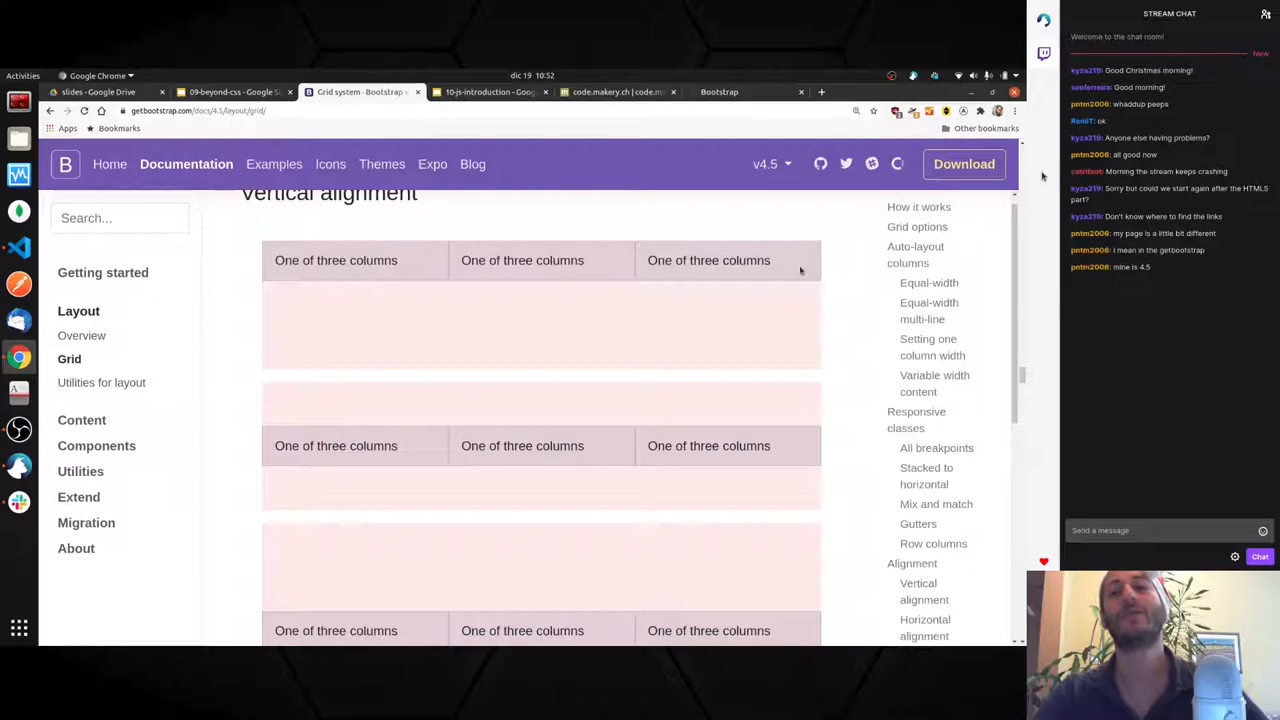 Activities
Google Chrome
dic 19 10:52
slides - Google Drive
09-beyond-css - Google Sl
Grid system · Bootstrap v
10-js-introduction - Goog
code.makery.ch | code.ma
Bootstrap
getbootstrap.com/docs/4.5/layout/grid/
Apps
Bookmarks
Other bookmarks
B
Home
Documentation
Examples
Icons
Themes
Expo
Blog
v4.5
Download
Search...
Getting started
Layout
Overview
Grid
Utilities for layout
Content
Components
Utilities
Extend
Migration
About
Vertical alignment
One of three columns
One of three columns
One of three columns
One of three columns
One of three columns
One of three columns
One of three columns
One of three columns
One of three columns
How it works
Grid options
Auto-layout
columns
Equal-width
Equal-width
multi-line
Setting one
column width
Variable width
content
Responsive
classes
All breakpoints
Stacked to
horizontal
Mix and match
Gutters
Row columns
Alignment
Vertical
alignment
Horizontal
alignment
STREAM CHAT
Welcome to the chat room!
New
kyza219: Good Christmas morning!
saoferreira: Good morning!
pntm2006: whaddup peeps
RaniiT: ok
kyza219: Anyone else having problems?
pntm2006: all good now
catrifoot: Morning the stream keeps crashing
kyza219: Sorry but could we start again after the HTML5
part?
kyza219: Don't know where to find the links
pntm2006: my page is a little bit different
pntm2006: I mean in the getbootstrap
pntm2006: mine is 4.5
Send a message
Chat